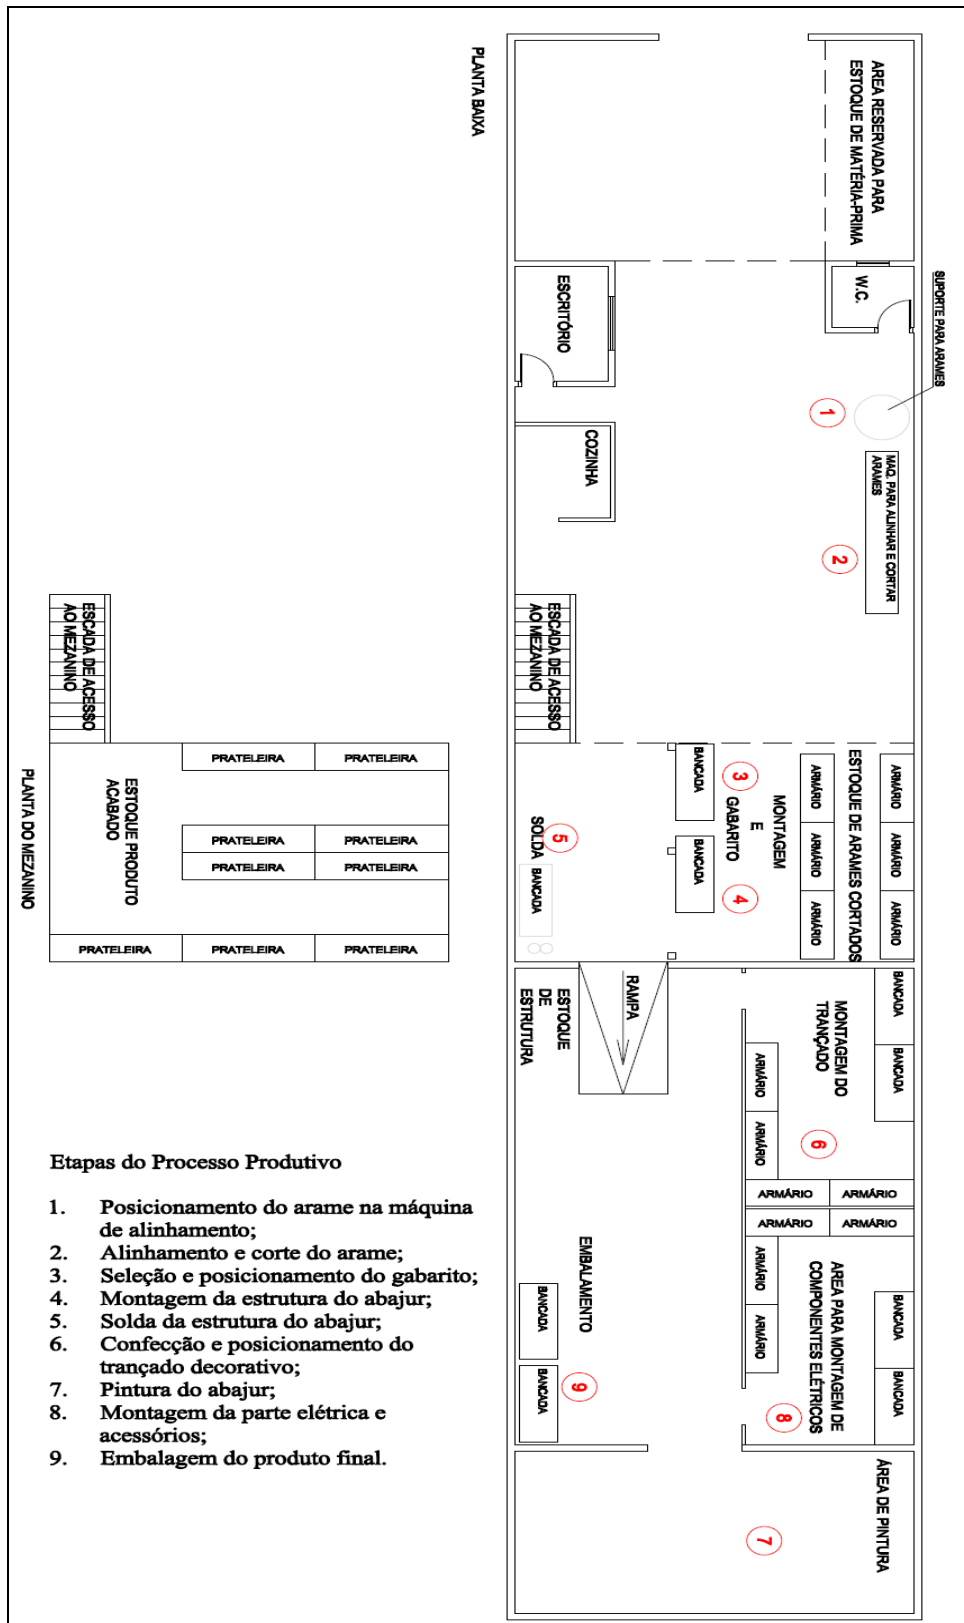 PLANTA BAIXA
AREA RESERVADA PARA
ESTOQUE DE MATÉRIA-PRIMA
W.C.
SUPORTE PARA ARAMES
ESCRITÓRIO
1
COZINHA
MAQ. PARA ALINHAR E CORTAR
ARAMES
2
ESCADA DE ACESSO
AO MEZANINO
ESCADA DE ACESSO
AO MEZANINO
PRATELEIRA
PRATELEIRA
PRATELEIRA
PRATELEIRA
PRATELEIRA
PRATELEIRA
PRATELEIRA
PRATELEIRA
PRATELEIRA
ESTOQUE PRODUTO
ACABADO
PLANTA DO MEZANINO
BANCADA
3
MONTAGEM
E
GABARITO
BANCADA
4
SOLDA
5
BANCADA
ARMÁRIO
ARMÁRIO
ARMÁRIO
ESTOQUE DE ARAMES CORTADOS
ARMÁRIO
ARMÁRIO
ARMÁRIO
ESTOQUE
DE
ESTRUTURA
RAMPA
MONTAGEM DO
TRANÇADO
BANCADA
BANCADA
ARMÁRIO
ARMÁRIO
6
ARMÁRIO
ARMÁRIO
ARMÁRIO
ARMÁRIO
ARMÁRIO
ARMÁRIO
AREA PARA MONTAGEM DE
COMPONENTES ELÉTRICOS
BANCADA
BANCADA
8
EMBALAMENTO
BANCADA
BANCADA
9
ÁREA DE PINTURA
7
Etapas do Processo Produtivo
1. Posicionamento do arame na máquina
de alinhamento;
2. Alinhamento e corte do arame;
3. Seleção e posicionamento do gabarito;
4. Montagem da estrutura do abajur;
5. Solda da estrutura do abajur;
6. Confecção e posicionamento do
trançado decorativo;
7. Pintura do abajur;
8. Montagem da parte elétrica e
acessórios;
9. Embalagem do produto final.